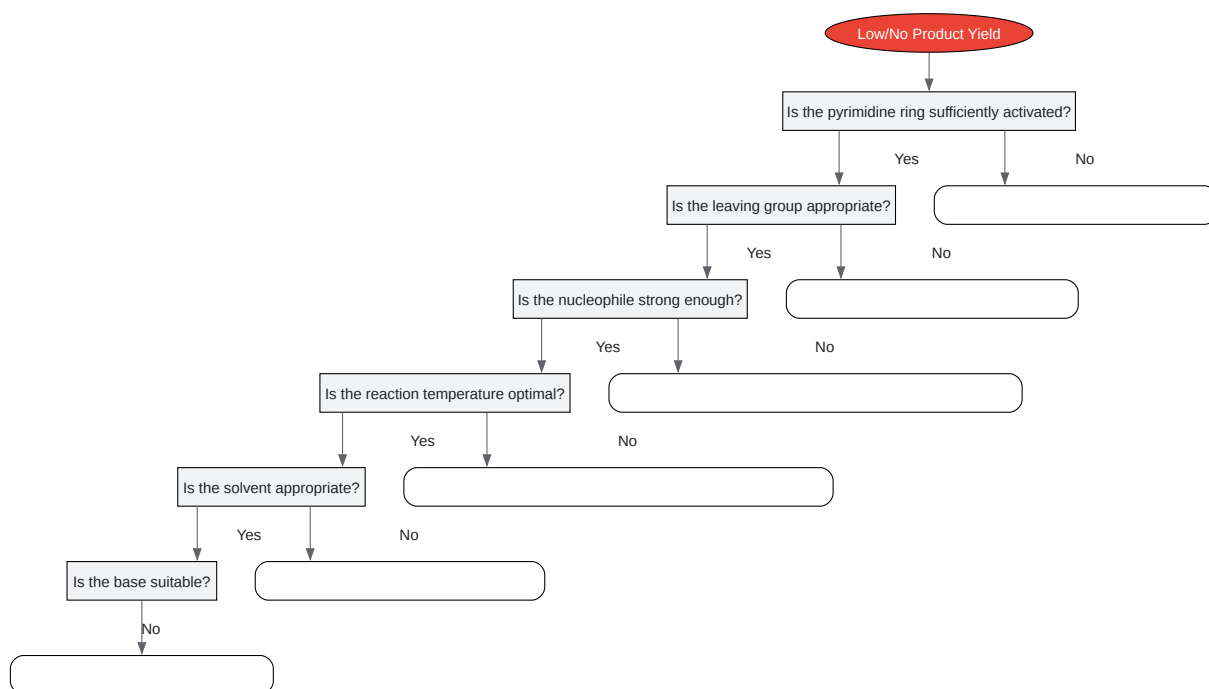 Low/No Product Yield
Is the pyrimidine ring sufficiently activated?
Yes
No
Is the leaving group appropriate?
Yes
No
Is the nucleophile strong enough?
Yes
No
Is the reaction temperature optimal?
Yes
No
Is the solvent appropriate?
Yes
No
Is the base suitable?
No